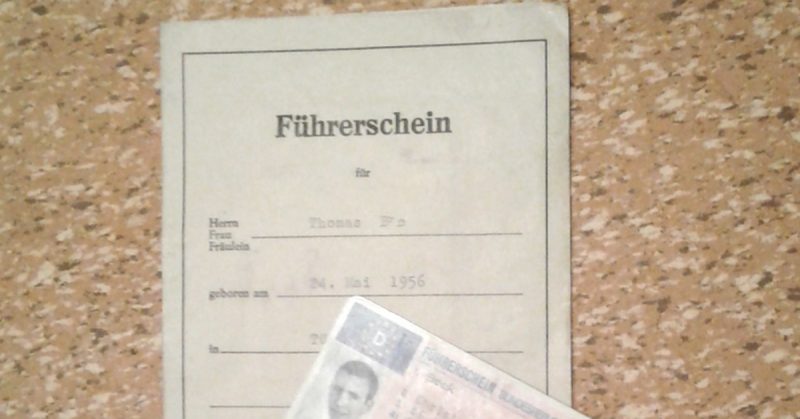 Führerschein
für
Herrn
Frau
Fräulein
Thomas
geboren am 24. Mai 1956
in
D
FÜHRERSCHEIN